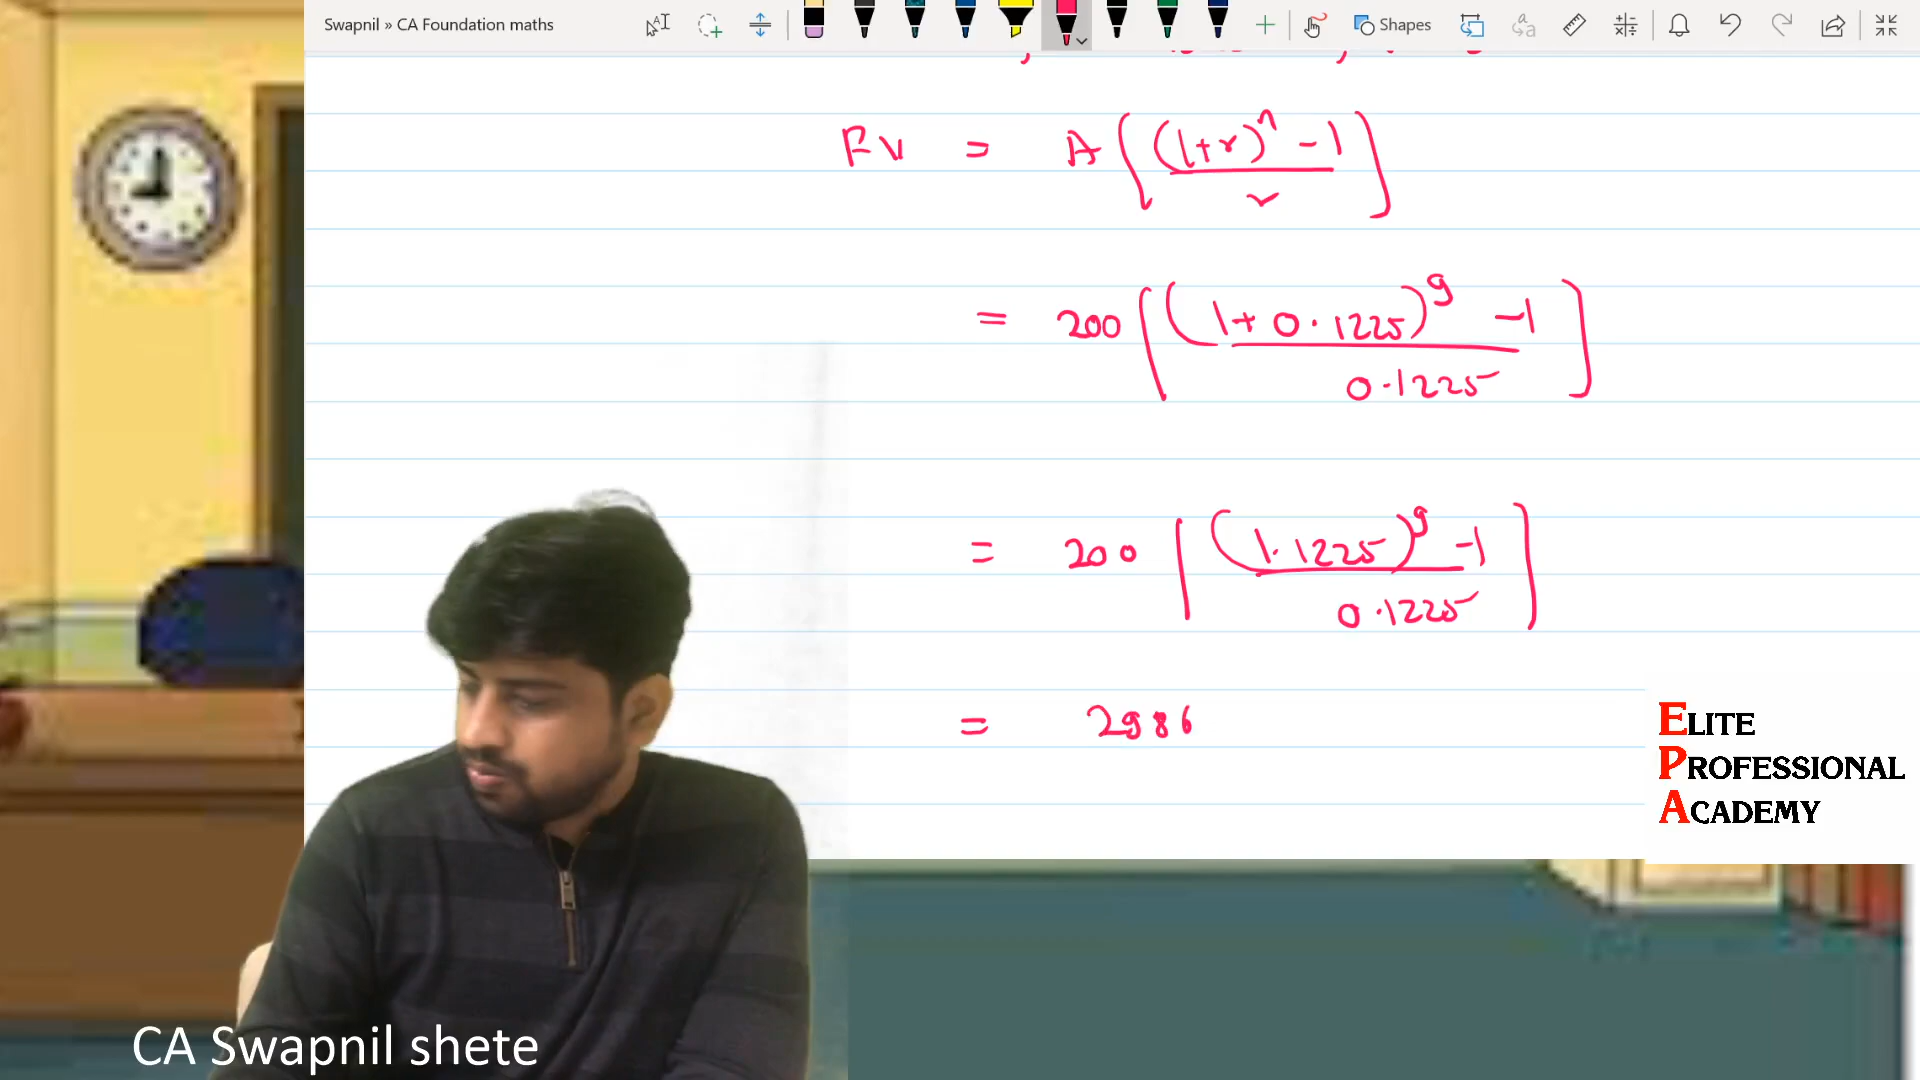 Swapnil » CA Foundation maths
Shapes
FV = A[((1+r)^n - 1)/r]
= 200[((1+0.1225)^9 - 1)/0.1225]
= 200[((1.1225)^9 - 1)/0.1225]
= 2986
ELITE
PROFESSIONAL
ACADEMY
CA Swapnil shete